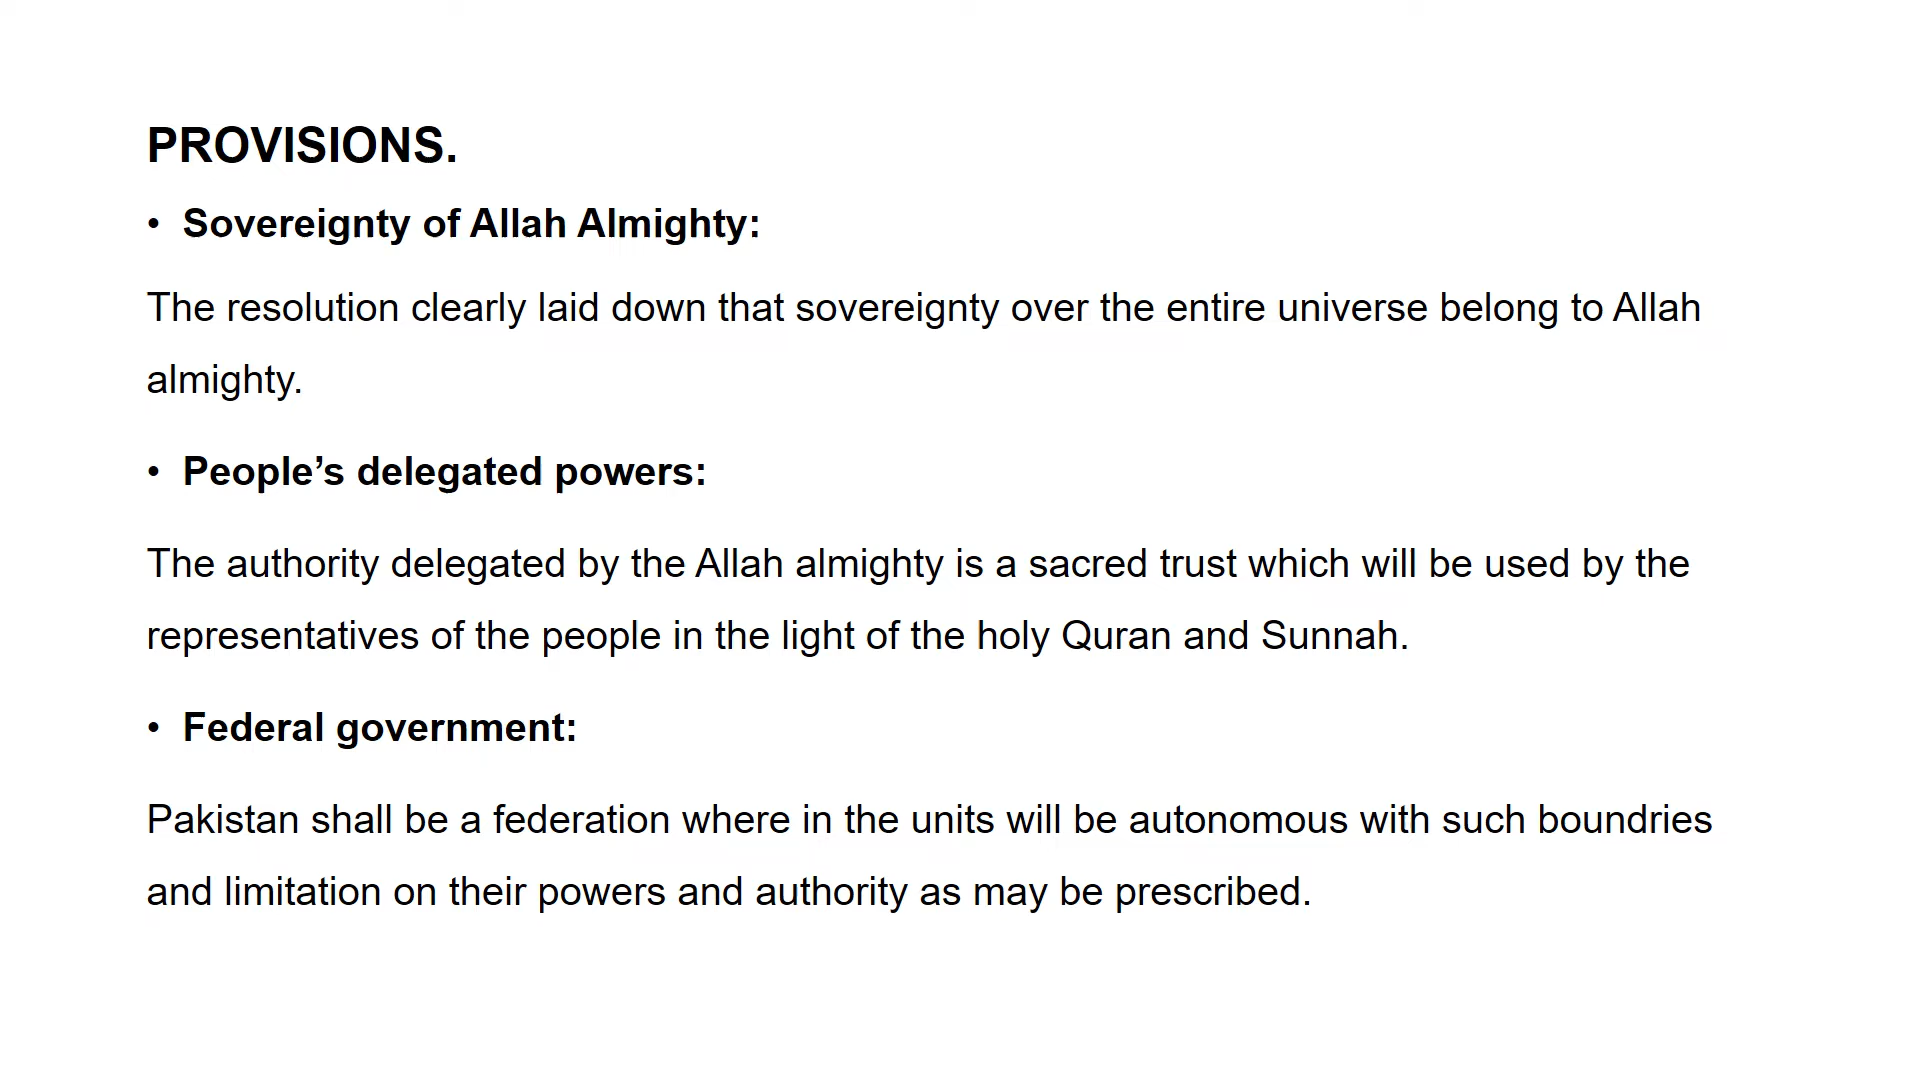 PROVISIONS.
• Sovereignty of Allah Almighty:
The resolution clearly laid down that sovereignty over the entire universe belong to Allah
almighty.
• People’s delegated powers:
The authority delegated by the Allah almighty is a sacred trust which will be used by the
representatives of the people in the light of the holy Quran and Sunnah.
• Federal government:
Pakistan shall be a federation where in the units will be autonomous with such boundries
and limitation on their powers and authority as may be prescribed.